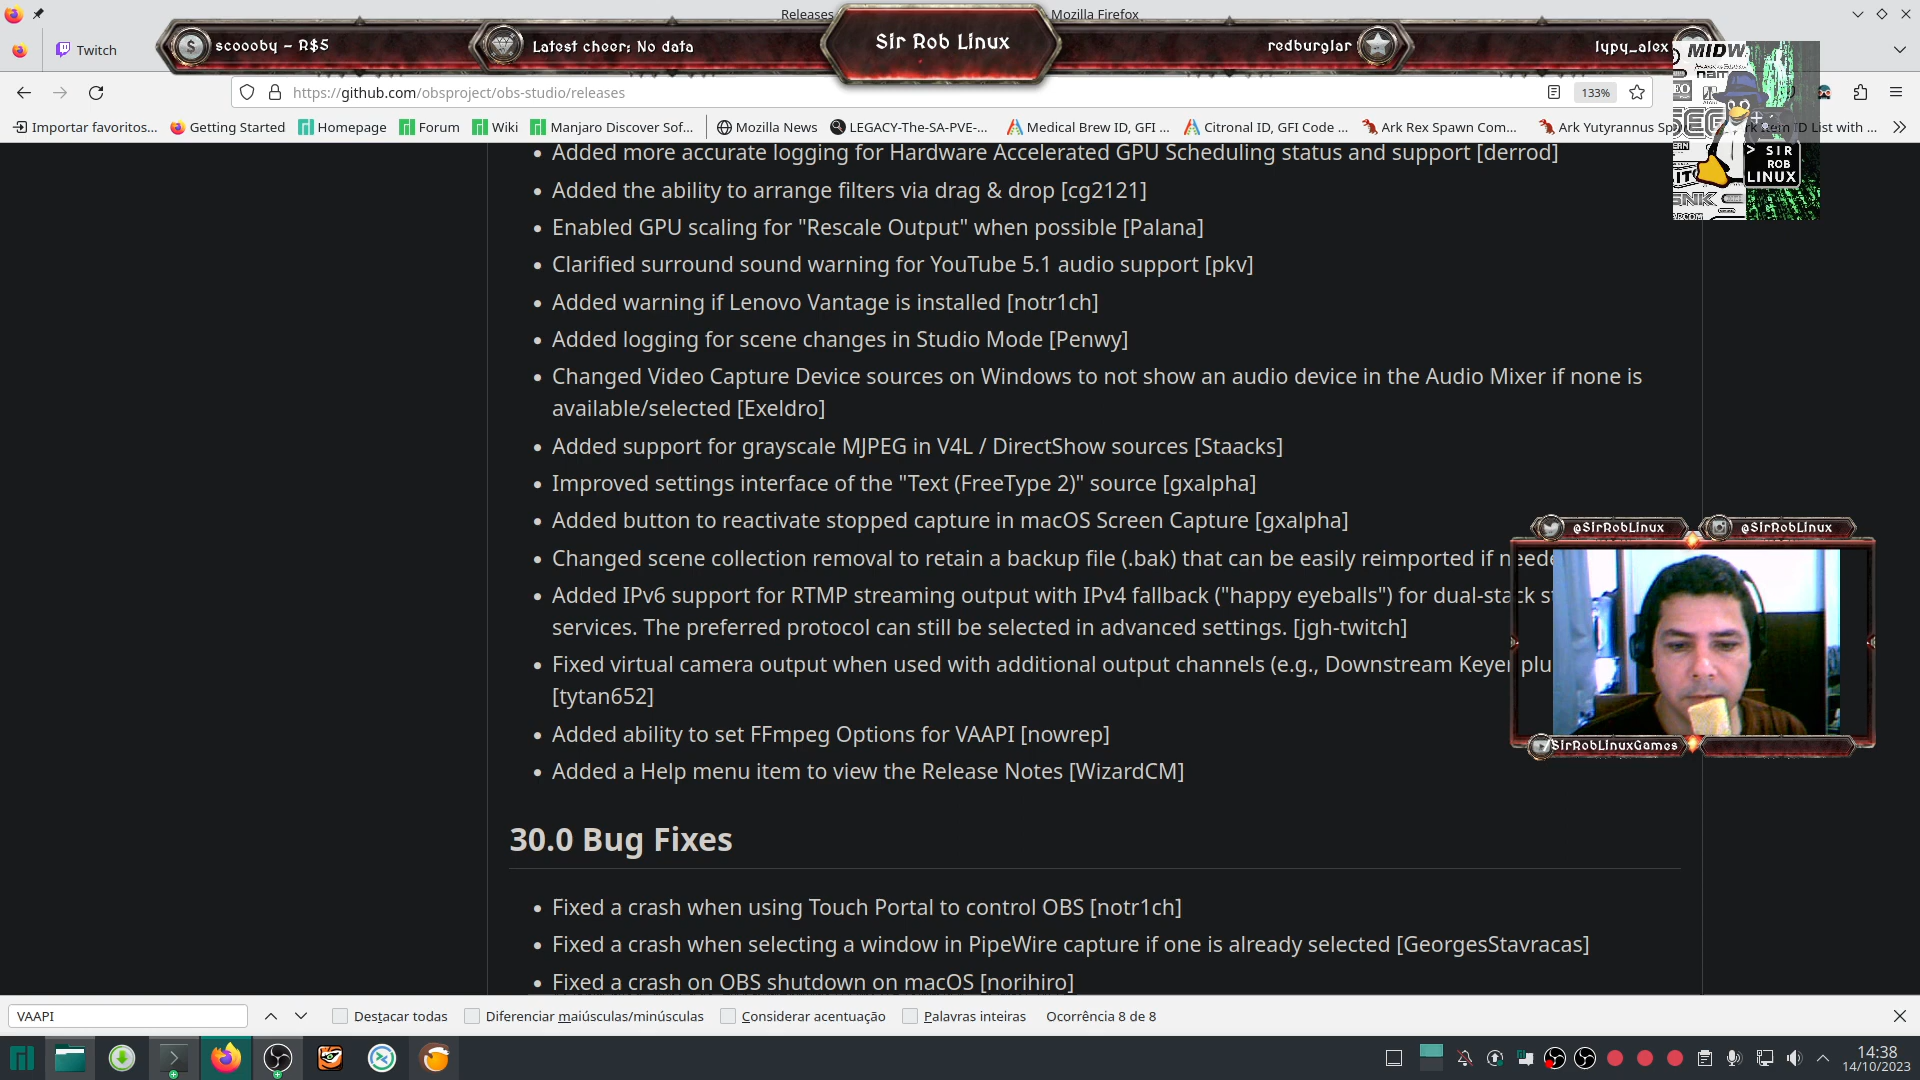 Releases
Mozilla Firefox
Twitch
scoooby - R$5
Latest cheer: No data
Sir Rob Linux
redburglar
lypy_alex
https://github.com/obsproject/obs-studio/releases
133%
Importar favoritos...
Getting Started
Homepage
Forum
Wiki
Manjaro Discover Sof...
Mozilla News
LEGACY-The-SA-PVE-...
Medical Brew ID, GFI ...
Citronal ID, GFI Code ...
Ark Rex Spawn Com...
Ark Yutyrannus Sp
Item ID List with ...
MIDW
SEG
SNK
> SIR
ROB
LINUX
• Added more accurate logging for Hardware Accelerated GPU Scheduling status and support [derrod]
• Added the ability to arrange filters via drag & drop [cg2121]
• Enabled GPU scaling for "Rescale Output" when possible [Palana]
• Clarified surround sound warning for YouTube 5.1 audio support [pkv]
• Added warning if Lenovo Vantage is installed [notr1ch]
• Added logging for scene changes in Studio Mode [Penwy]
• Changed Video Capture Device sources on Windows to not show an audio device in the Audio Mixer if none is
available/selected [Exeldro]
• Added support for grayscale MJPEG in V4L / DirectShow sources [Staacks]
• Improved settings interface of the "Text (FreeType 2)" source [gxalpha]
• Added button to reactivate stopped capture in macOS Screen Capture [gxalpha]
• Changed scene collection removal to retain a backup file (.bak) that can be easily reimported if neede
• Added IPv6 support for RTMP streaming output with IPv4 fallback ("happy eyeballs") for dual-stack st
services. The preferred protocol can still be selected in advanced settings. [jgh-twitch]
• Fixed virtual camera output when used with additional output channels (e.g., Downstream Keyer plu
[tytan652]
• Added ability to set FFmpeg Options for VAAPI [nowrep]
• Added a Help menu item to view the Release Notes [WizardCM]
@SirRobLinux
@SirRobLinux
SirRobLinuxGames
30.0 Bug Fixes
• Fixed a crash when using Touch Portal to control OBS [notr1ch]
• Fixed a crash when selecting a window in PipeWire capture if one is already selected [GeorgesStavracas]
• Fixed a crash on OBS shutdown on macOS [norihiro]
VAAPI
Destacar todas
Diferenciar maiúsculas/minúsculas
Considerar acentuação
Palavras inteiras
Ocorrência 8 de 8
14:38
14/10/2023